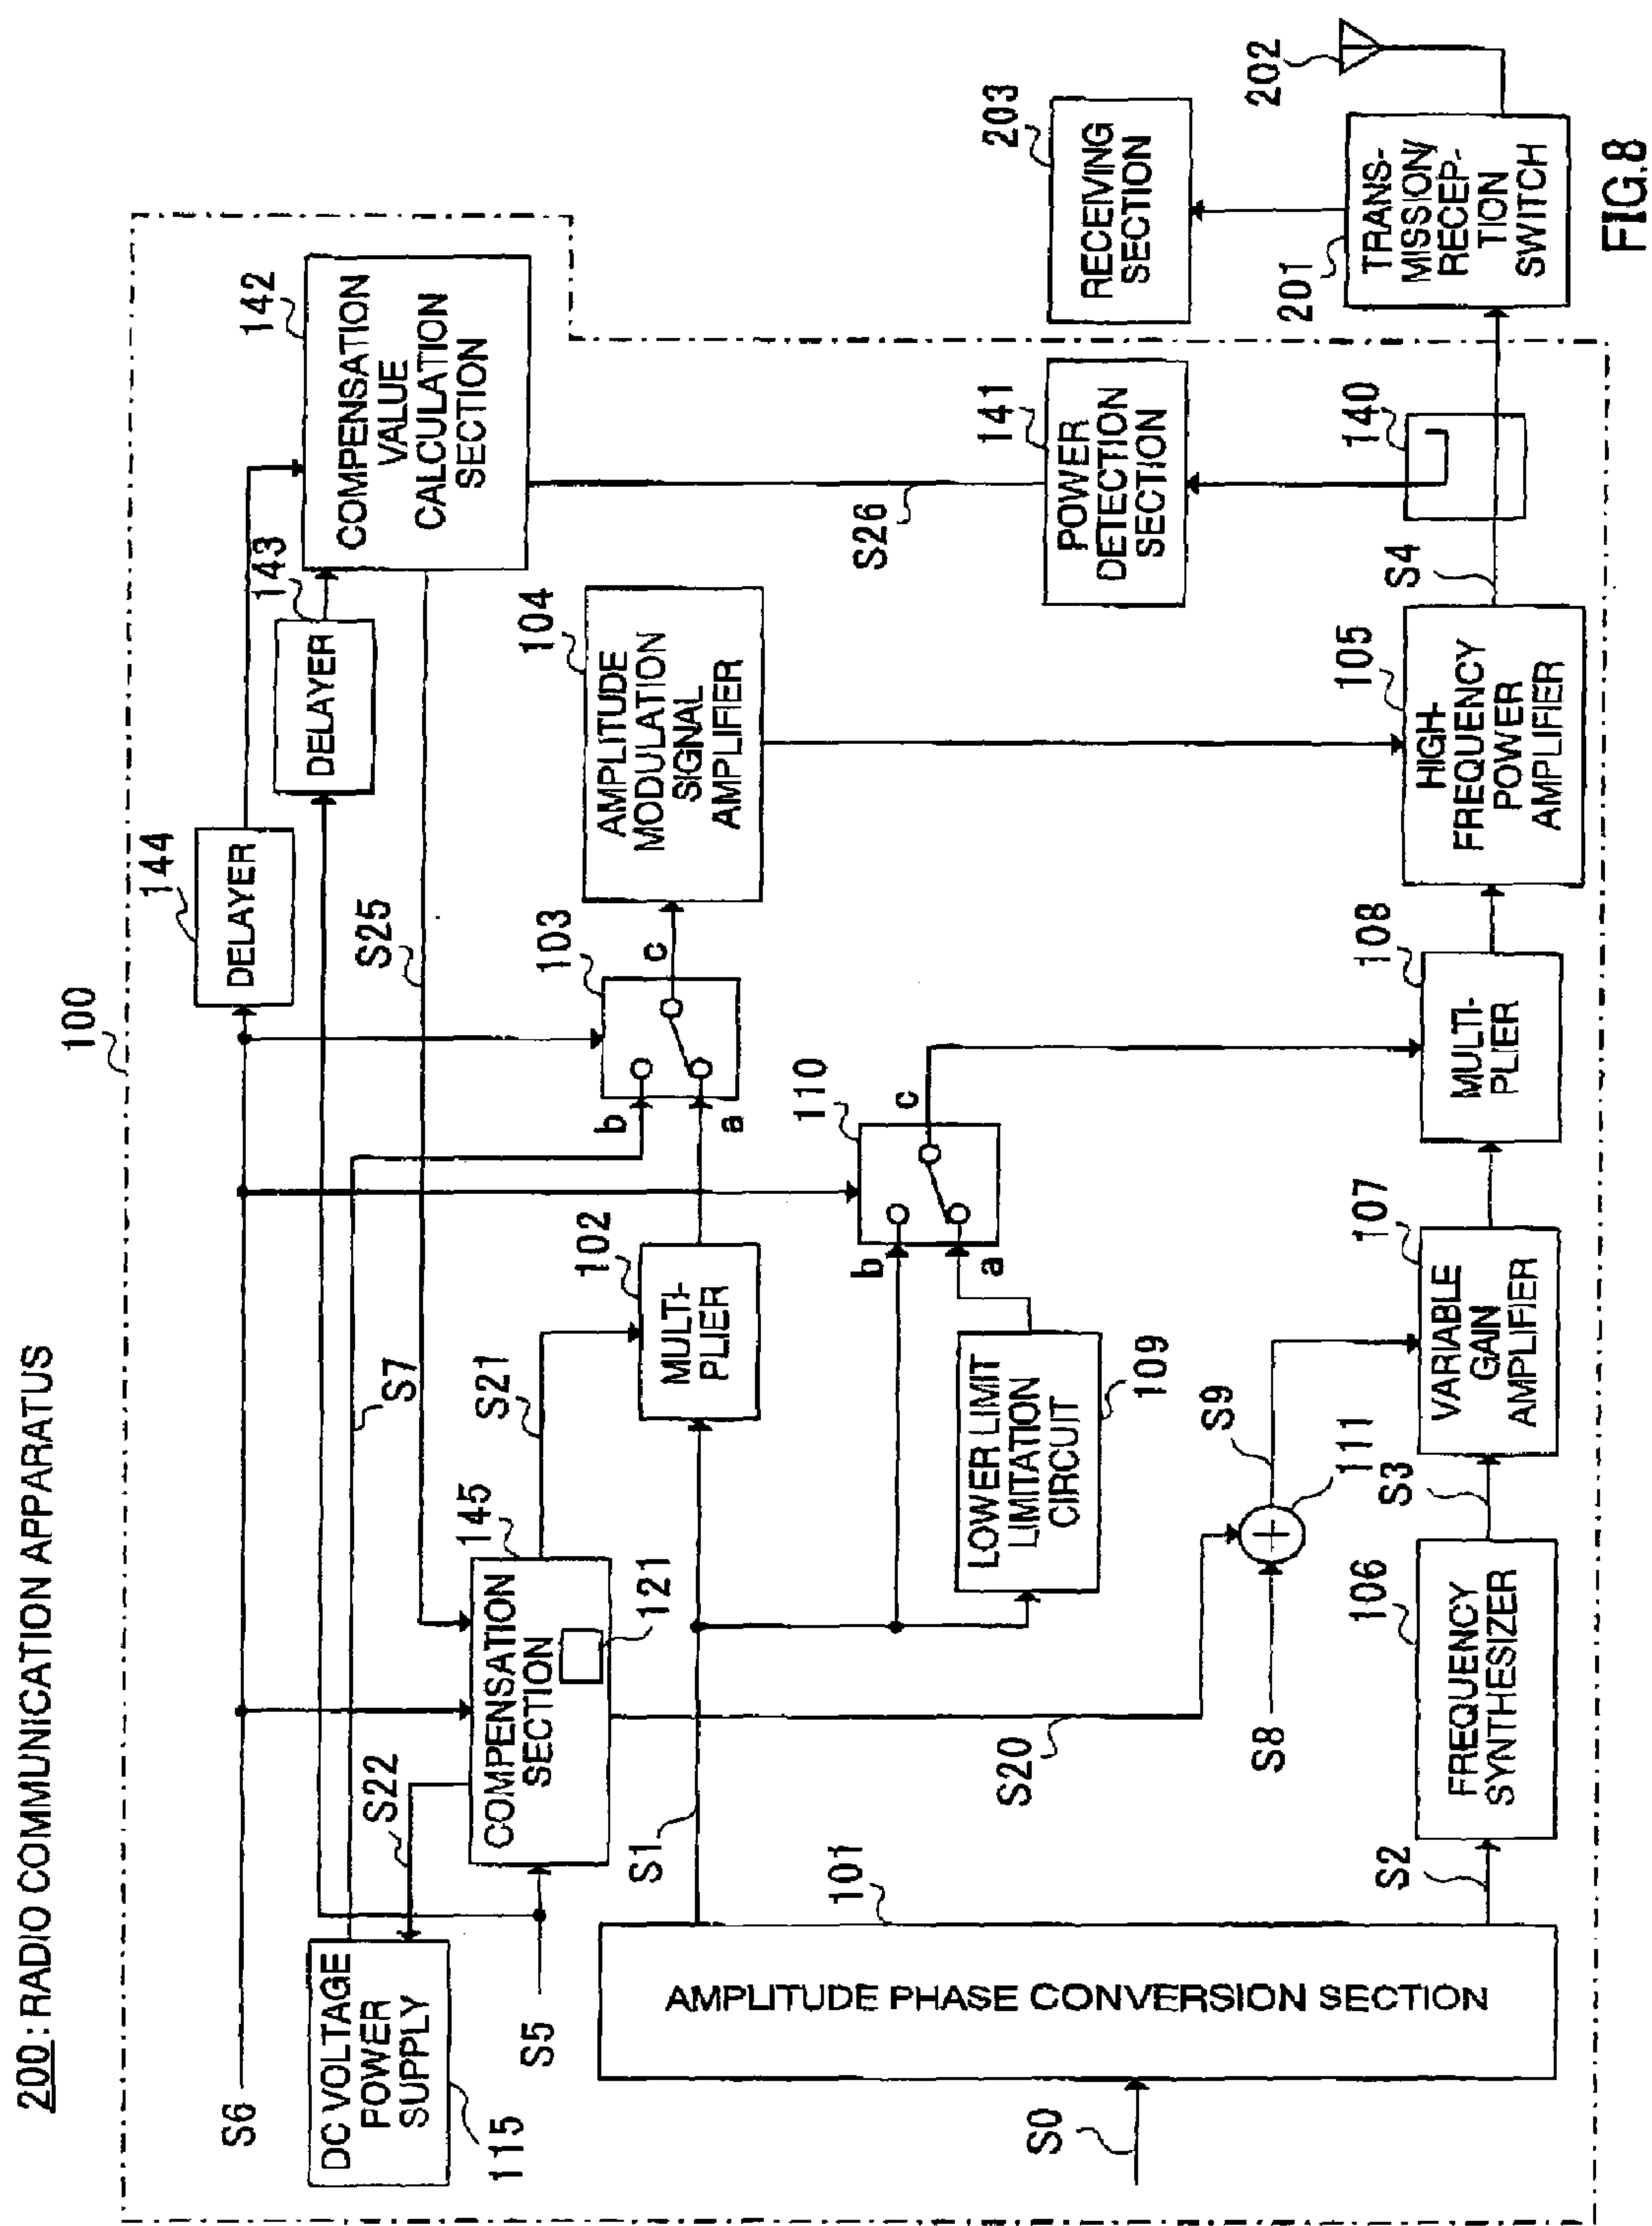 200 : RADIO COMMUNICATION APPARATUS
100
S6
144
DELAYER
143
DELAYER
142
COMPENSATION
VALUE
CALCULATION
SECTION
DC VOLTAGE
POWER
SUPPLY
115
S22
S7
S25
S5
COMPENSATION
SECTION
145
121
S21
MULTI-
PLIER
102
b
a
c
103
AMPLITUDE
MODULATION
SIGNAL
AMPLIFIER
104
S26
POWER
DETECTION
SECTION
141
RECEIVING
SECTION
203
S1
b
a
c
110
LOWER LIMIT
LIMITATION
CIRCUIT
109
S0
101
AMPLITUDE PHASE CONVERSION SECTION
S20
S8
S9
111
S2
FREQUENCY
SYNTHESIZER
106
S3
VARIABLE
GAIN
AMPLIFIER
107
MULTI-
PLIER
108
HIGH-
FREQUENCY
POWER
AMPLIFIER
105
S4
140
201
TRANS-
MISSION/
RECEP-
TION
SWITCH
202
FIG.8